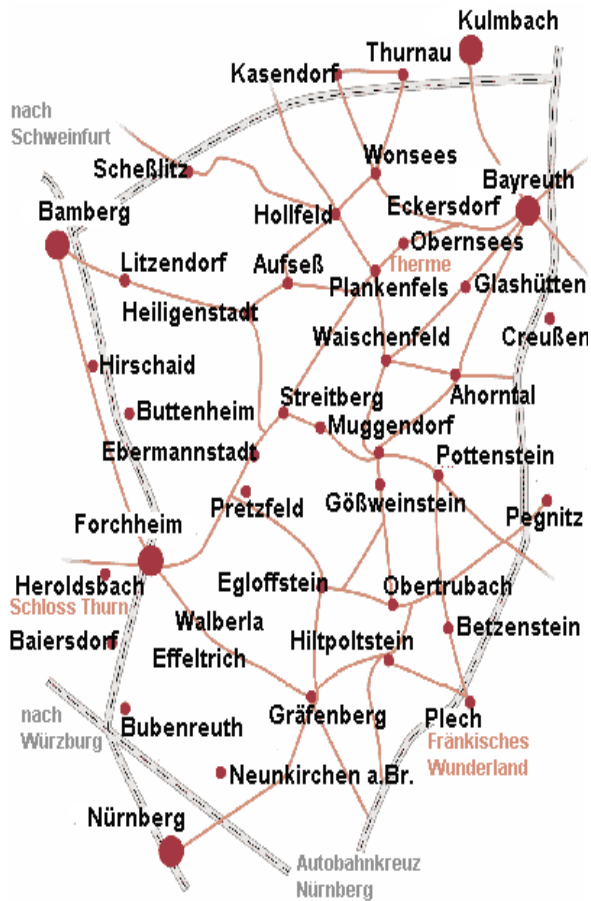 Kulmbach
Thurnau
Kasendorf
nach
Schweinfurt
Wonsees
Scheßlitz
Bayreuth
Eckersdorf
Bamberg
Hollfeld
Obernsees
Therme
Litzendorf
Aufseß
Plankenfels
Glashütten
Heiligenstadt
Waischenfeld
Creußen
Hirschaid
Ahorntal
Streitberg
Buttenheim
Muggendorf
Ebermannstadt
Pottenstein
Pretzfeld
Gößweinstein
Pegnitz
Forchheim
Heroldsbach
Schloss Thurn
Egloffstein
Obertrubach
Walberla
Betzenstein
Baiersdorf
Hiltpoltstein
Effeltrich
nach
Würzburg
Bubenreuth
Gräfenberg
Plech
Fränkisches
Wunderland
Neunkirchen a.Br.
Nürnberg
Autobahnkreuz
Nürnberg